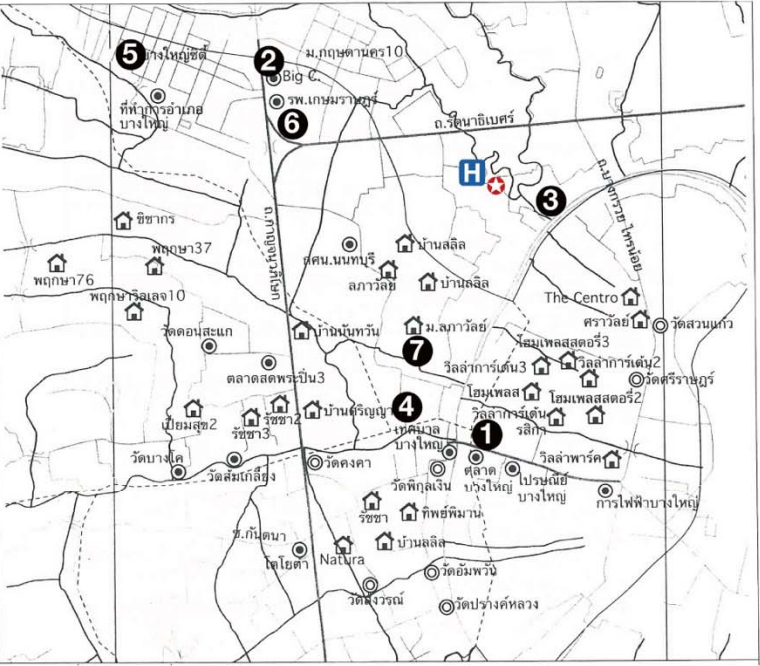 5
บางใหญ่ซิตี้
2
ม.กฤษดานคร10
Big C.
รพ.เกษมราษฎร์
ที่ทำการอำเภอ
บางใหญ่
6
ถ.รัตนาธิเบศร์
H
3
ถ.บางกรวย ไทรน้อย
ชิชากร
ถ.กาญจนาภิเษก
กศน.นนทบุรี
บ้านสลิล
พฤกษา37
พฤกษา76
ลภาวัลย์
บ้านลลิล
พฤกษาวิลเลจ10
The Centro
ศราวัลย์
วัดสวนแก้ว
บ้านนันทวัน
ม.ลภาวัลย์
วัดดอนสะแก
7
โฮมเพลสสตอรี่3
วิลล่าการ์เด้น3
วิลล่าการ์เด้น2
ตลาดสดพระปิ่น3
วัดศรีราษฎร์
โฮมเพลส
โฮมเพลสสตอรี่2
เปี่ยมสุข2
รัชชา3
รัชชา2
บ้านศรัญญา
4
เทศบาล
บางใหญ่
วิลล่าการ์เด้น
รสิกา
1
วัดบางโค
วัดส้มเกลี้ยง
วัดคงคา
วัดพิกุลเงิน
ตลาด
บางใหญ่
ไปรษณีย์
บางใหญ่
วิลล่าพาร์ค
การไฟฟ้าบางใหญ่
รัชชา
ทิพย์พิมาน
ซ.กันตนา
โตโยต้า
Natura
บ้านลลิล
วัดอัมพวัน
วัดสังวรณ์
วัดปรางค์หลวง